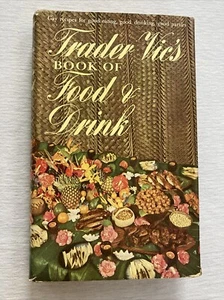 Gay recipes for good eating, good drinking, good parties
Trader Vic's
BOOK OF
Food &
Drink